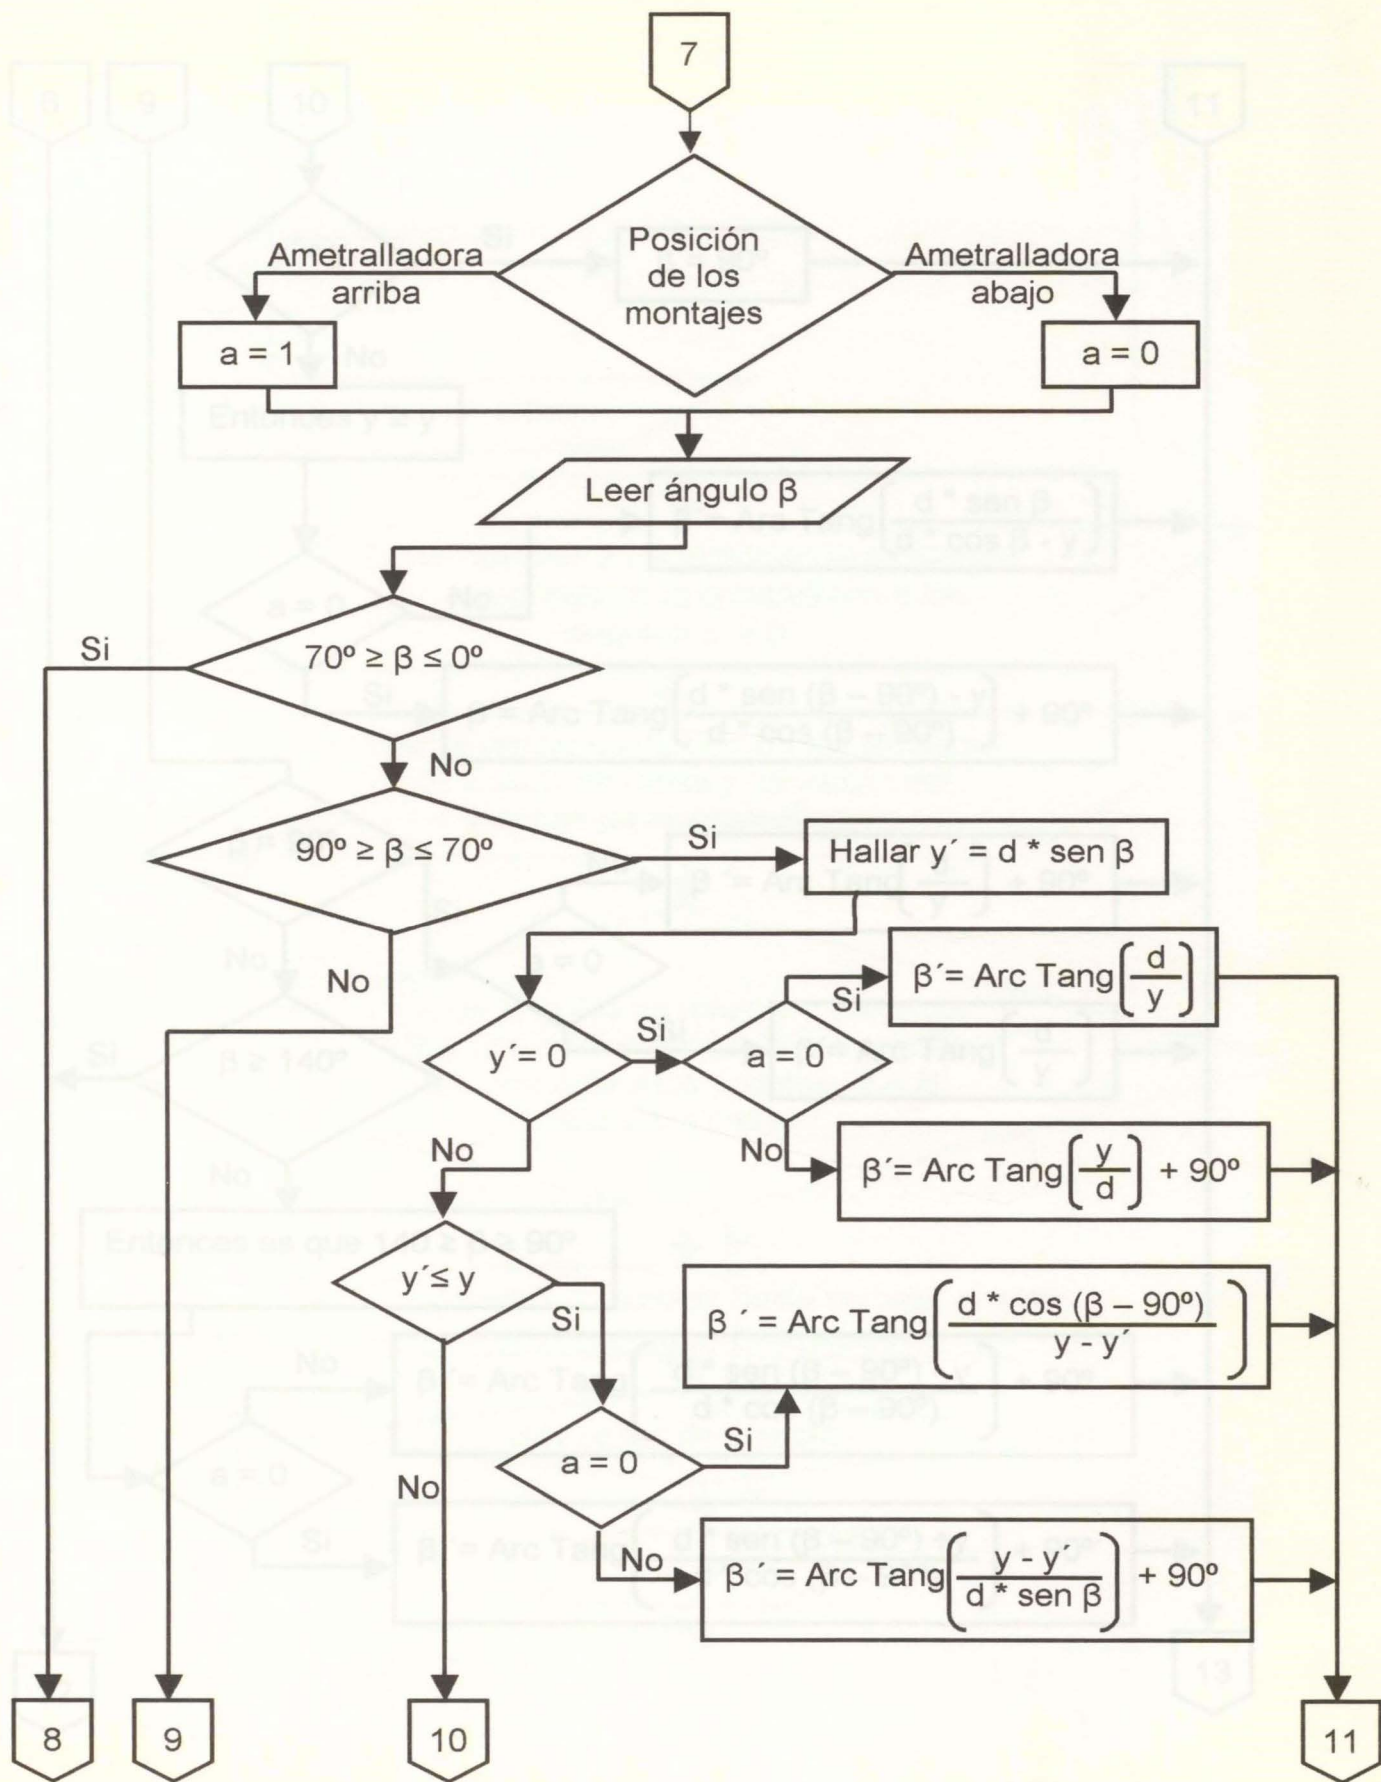 7
Posición
de los
montajes
Ametralladora
arriba
Ametralladora
abajo
a = 1
a = 0
Leer ángulo β
70º ≥ β ≤ 0º
Si
No
90º ≥ β ≤ 70º
Si
Hallar y´ = d * sen β
No
y´= 0
Si
a = 0
Si
β´= Arc Tang(d/y)
No
β´= Arc Tang(y/d) + 90º
No
y´≤ y
Si
β ´ = Arc Tang(d * cos (β – 90º)/y - y´)
a = 0
Si
No
No
β ´ = Arc Tang(y - y´/d * sen β) + 90º
8
9
10
11